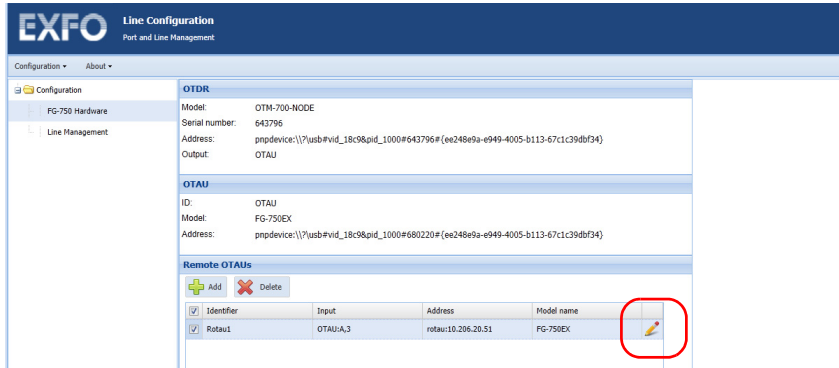 EXFO
Line Configuration
Port and Line Management
Configuration
About
Configuration
FG-750 Hardware
Line Management
OTDR
Model: OTM-700-NODE
Serial number: 643796
Address: pnpdevice:\\?\usb#vid_18c9&pid_1000#643796#{ee248e9a-e949-4005-b113-67c1c39dbf34}
Output: OTAU
OTAU
ID: OTAU
Model: FG-750EX
Address: pnpdevice:\\?\usb#vid_18c9&pid_1000#680220#{ee248e9a-e949-4005-b113-67c1c39dbf34}
Remote OTAUs
Add Delete
Identifier Input Address Model name
Rotau1 OTAU:A,3 rotau:10.206.20.51 FG-750EX